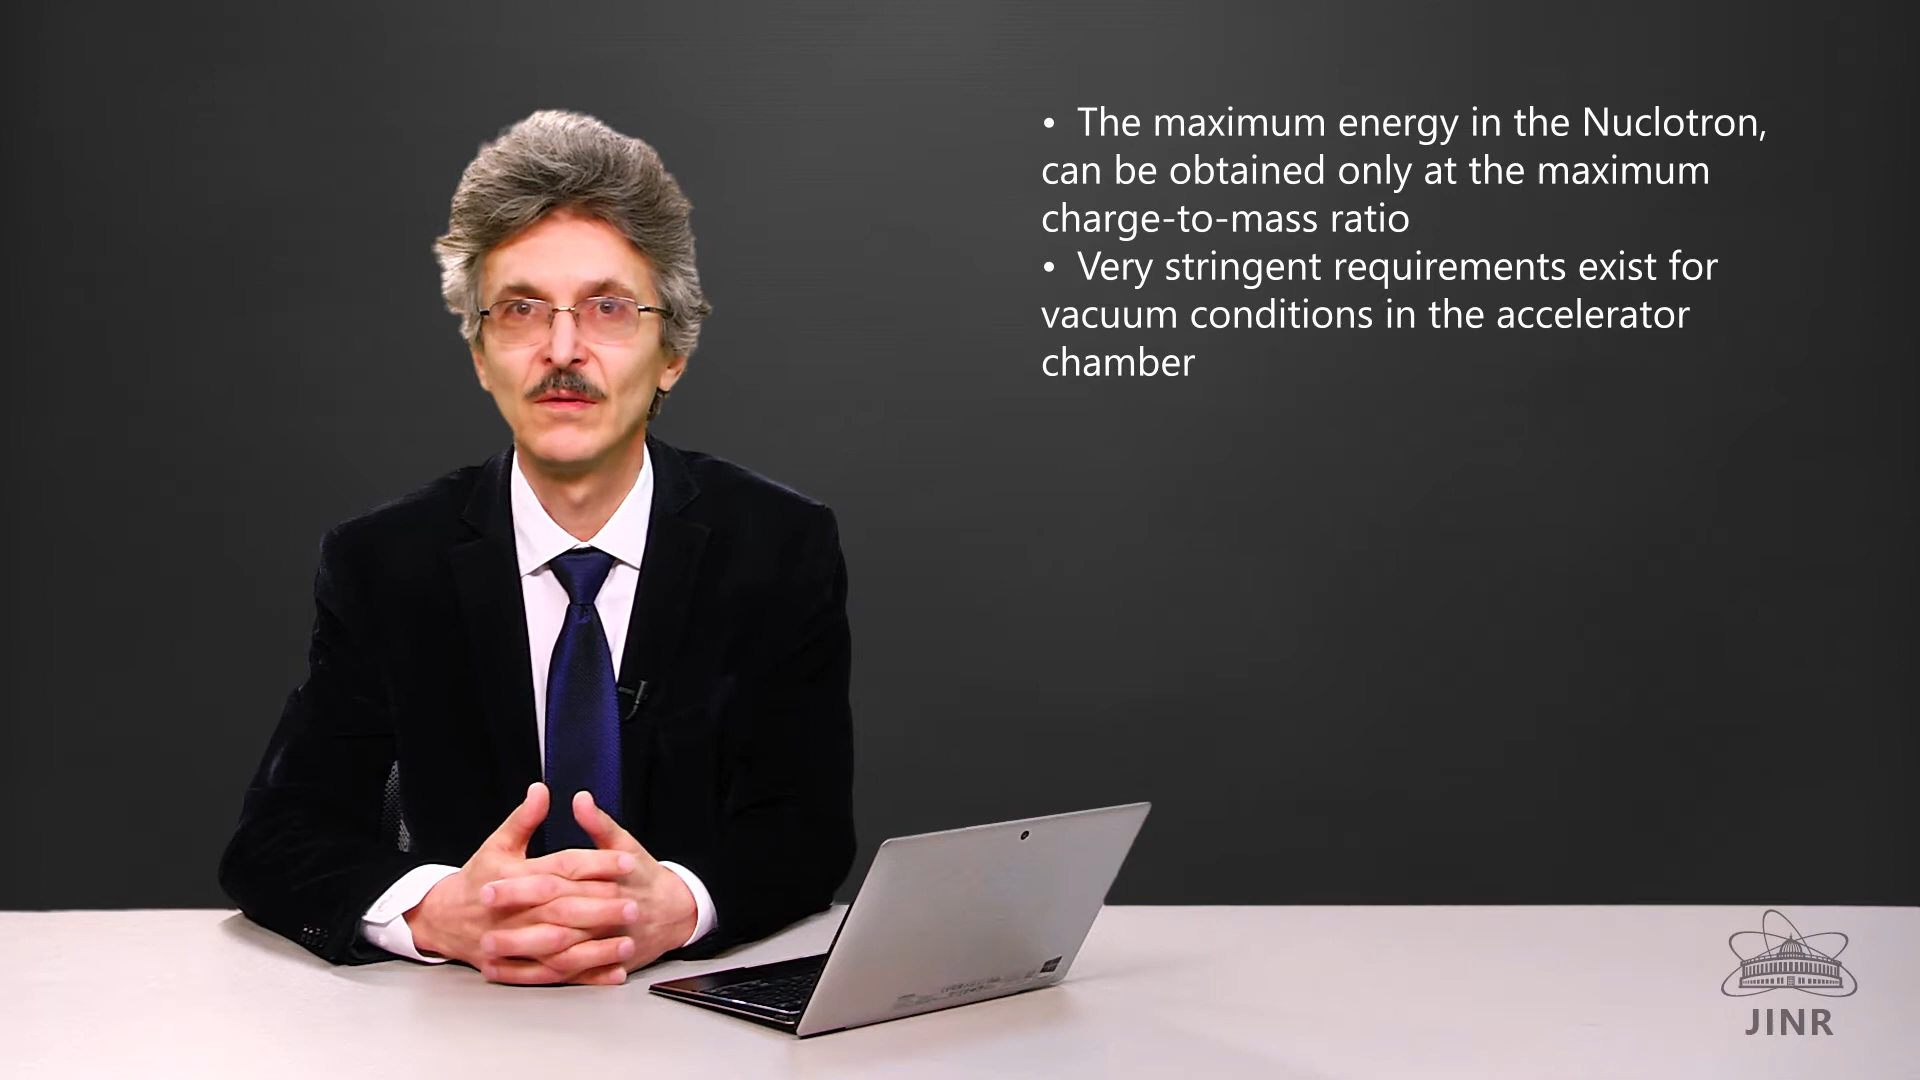 • The maximum energy in the Nuclotron,
can be obtained only at the maximum
charge-to-mass ratio
• Very stringent requirements exist for
vacuum conditions in the accelerator
chamber
JINR